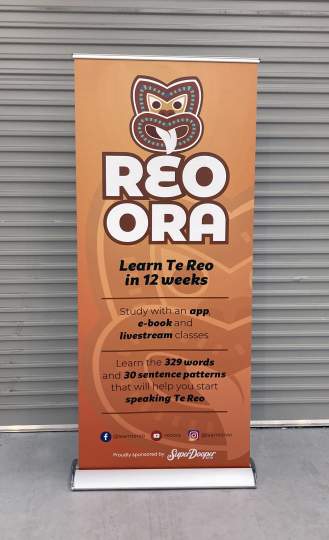 REO
ORA
Learn Te Reo
in 12 weeks
Study with an app,
e-book and
livestream classes
Learn the 329 words
and 30 sentence patterns
that will help you start
speaking Te Reo
Proudly sponsored by SuperDooper